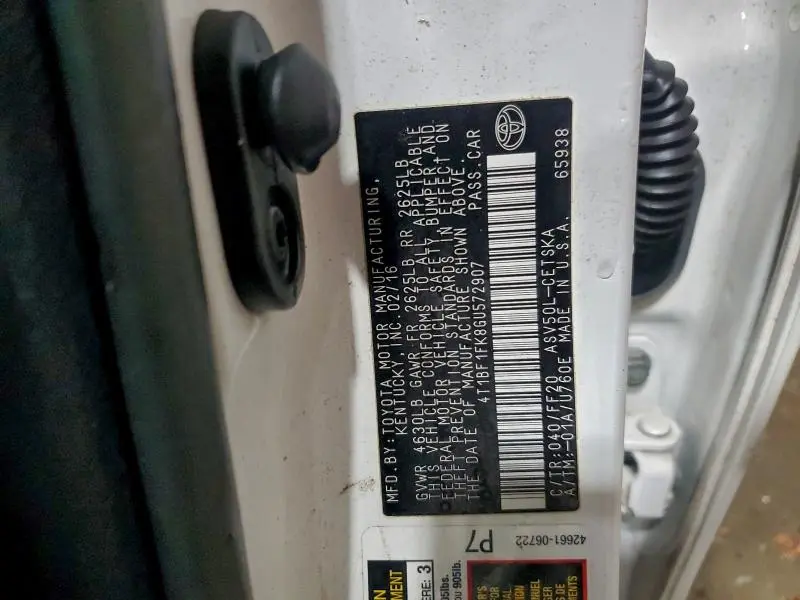 MFD.BY:TOYOTA MOTOR MANUFACTURING,
KENTUCKY, INC. 02/16
GVWR 4630LB GAWR FR 2625LB RR 2625LB
THIS VEHICLE CONFORMS TO ALL APPLICABLE
FEDERAL MOTOR VEHICLE SAFETY, BUMPER AND
THEFT PREVENTION STANDARDS IN EFFECT ON
THE DATE OF MANUFACTURE SHOWN ABOVE.
4T1BF1FK8GU572907 PASS.CAR
C/TR:040/FF20 ASV50L-CETSKA 65938
A/TM:-01A/U760E MADE IN U.S.A.
42661-06722
P7
3
ou 905lb.